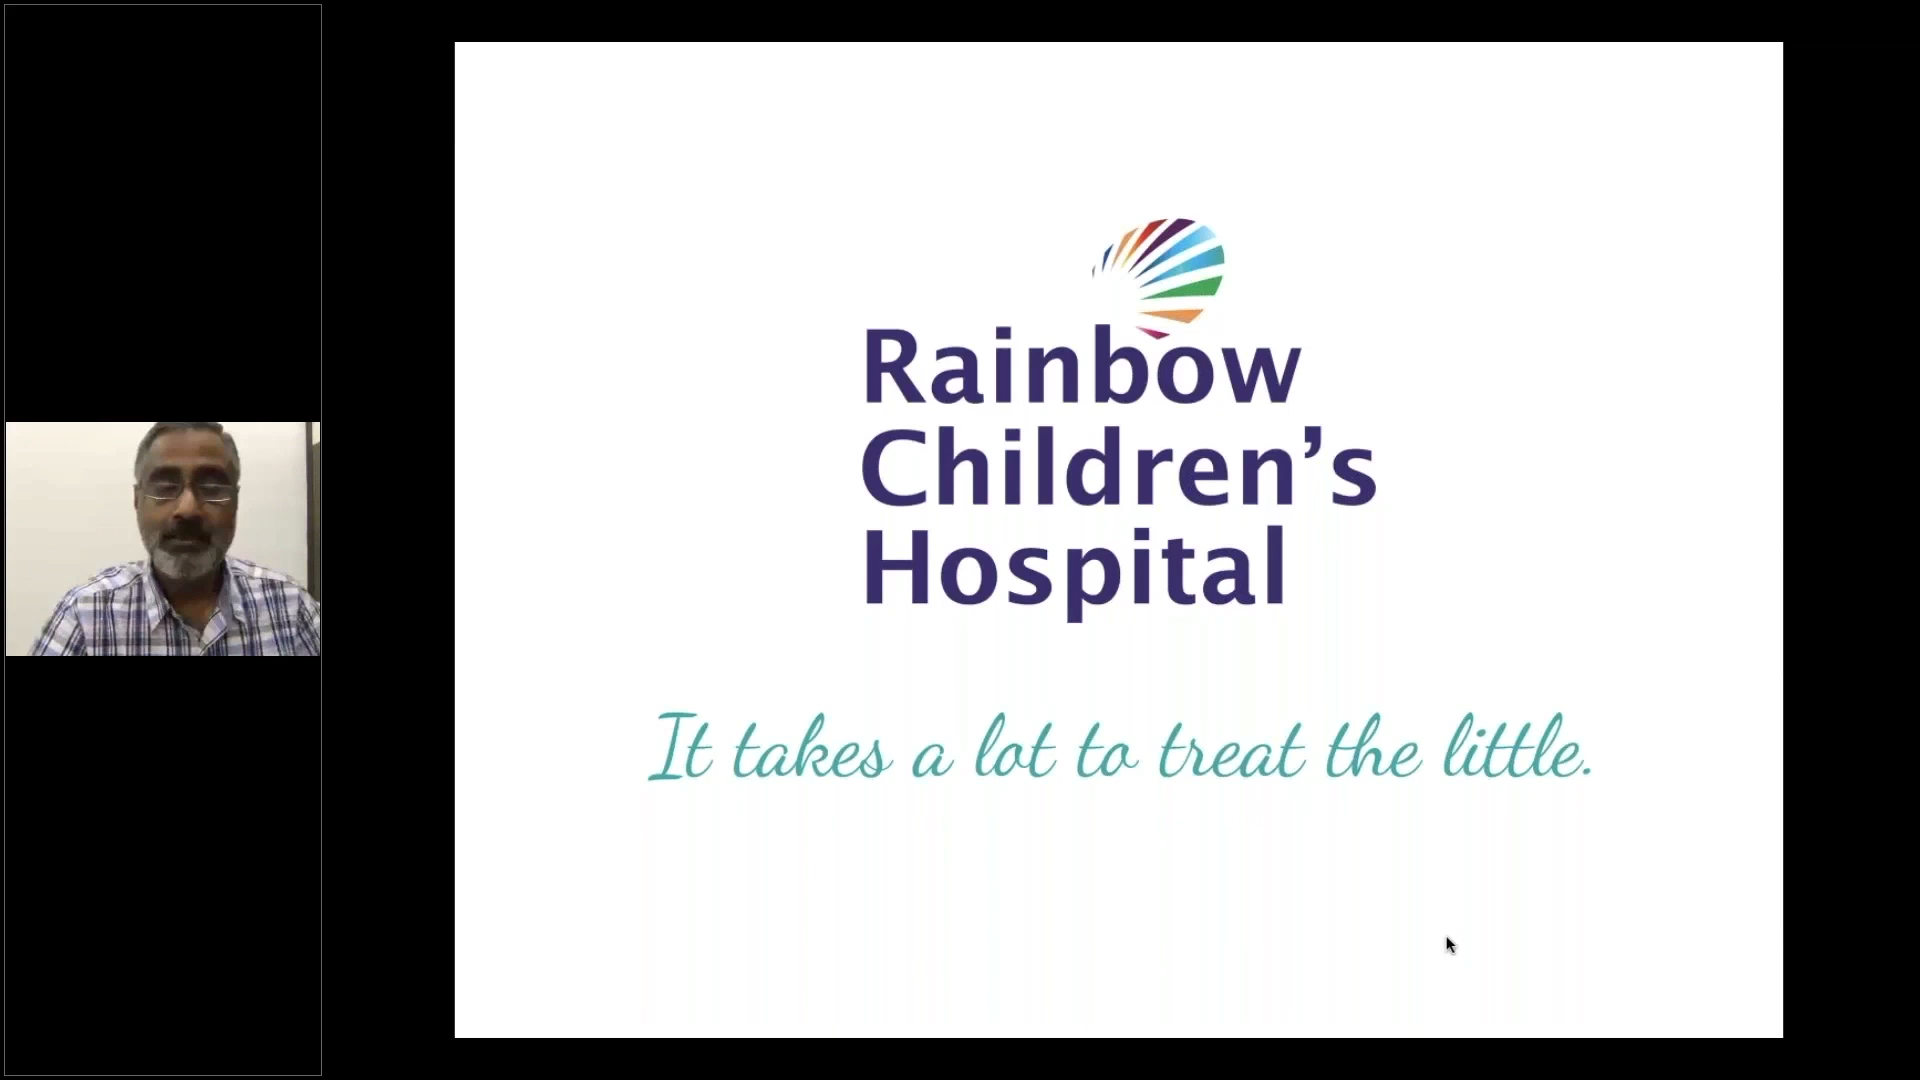 Rainbow
Children’s
Hospital
It takes a lot to treat the little.